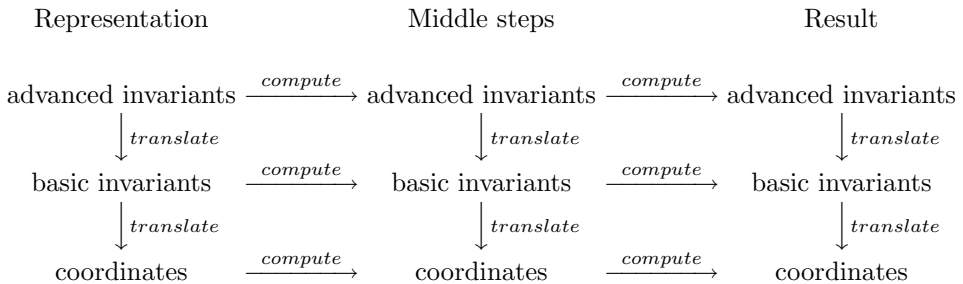 Representation Middle steps Result
compute compute
advanced invariants advanced invariants advanced invariants
translate translate translate
compute compute
basic invariants basic invariants basic invariants
translate translate translate
compute compute
coordinates coordinates coordinates